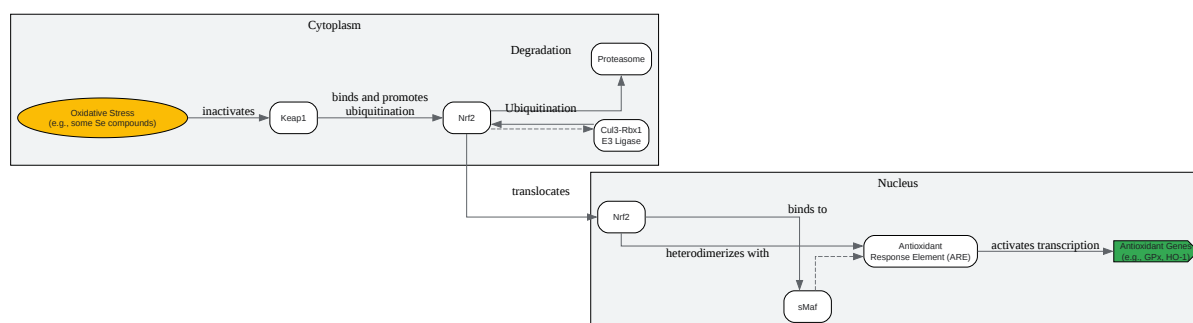 Cytoplasm
Degradation
Proteasome
Oxidative Stress
(e.g., some Se compounds)
inactivates
Keap1
binds and promotes
ubiquitination
Nrf2
Ubiquitination
Cul3-Rbx1
E3 Ligase
translocates
Nucleus
Nrf2
binds to
heterodimerizes with
Antioxidant
Response Element (ARE)
activates transcription
Antioxidant Genes
(e.g., GPx, HO-1)
sMaf